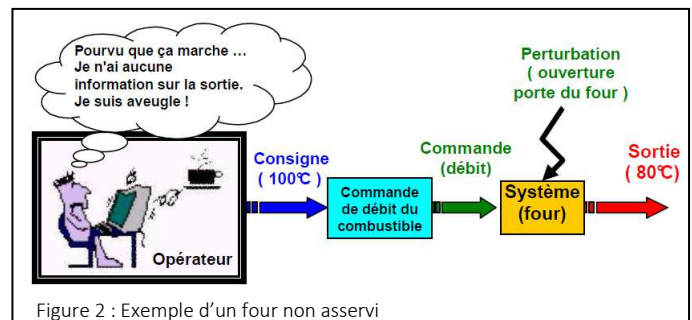 Pourvu que ça marche ...
Je n'ai aucune
information sur la sortie.
Je suis aveugle !
Opérateur
Consigne
( 100°C )
Commande
de débit du
combustible
Commande
(débit)
Perturbation
( ouverture
porte du four )
Système
(four)
Sortie
( 80°C)
Figure 2 : Exemple d'un four non asservi